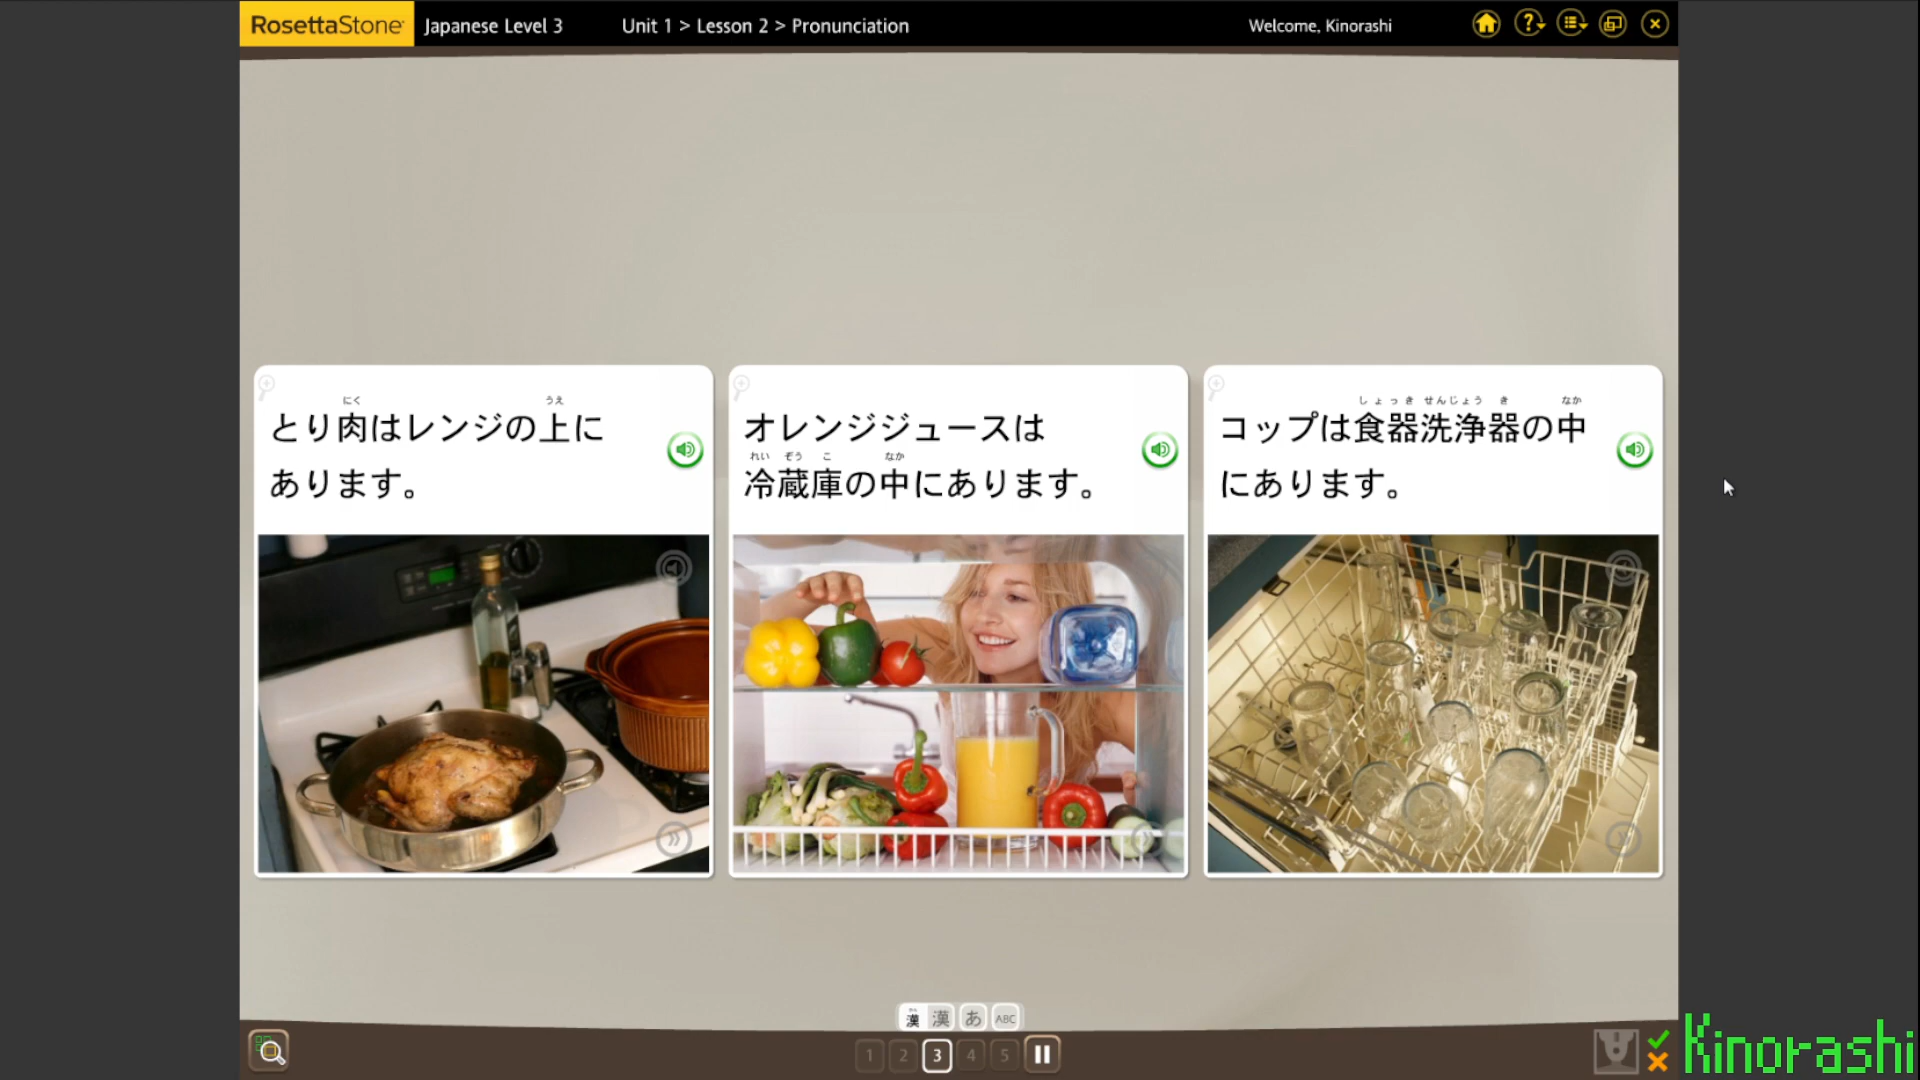 RosettaStone Japanese Level 3 Unit 1 > Lesson 2 > Pronunciation Welcome, Kinorashi
にく うえ
とり肉はレンジの上に
あります。
オレンジジュースは
れい ぞう こ なか
冷蔵庫の中にあります。
しょっき せんじょう き なか
コップは食器洗浄器の中
にあります。
漢 漢 あ ABC
1 2 3 4 5
Kinorashi